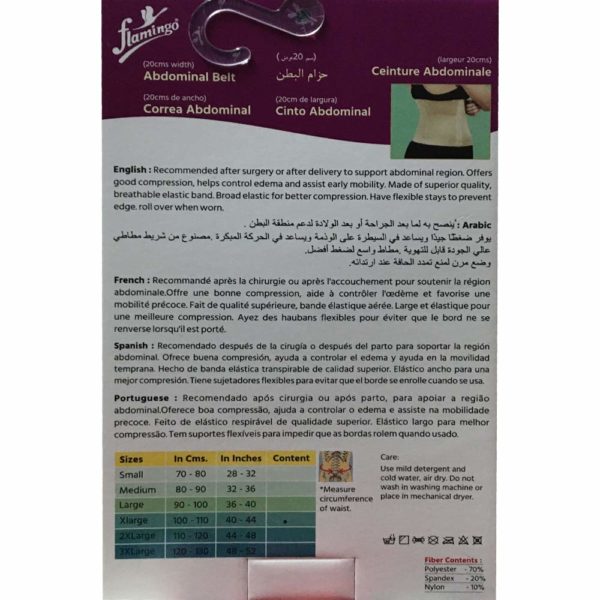 flamingo
(20cms width)
Abdominal Belt
(20سم عرض)
حزام البطن
(largeur 20cms)
Ceinture Abdominale
(20cms de ancho)
Correa Abdominal
(20cm de largura)
Cinto Abdominal
English : Recommended after surgery or after delivery to support abdominal region. Offers
good compression, helps control edema and assist early mobility. Made of superior quality,
breathable elastic band. Broad elastic for better compression. Have flexible stays to prevent
edge. roll over when worn.
Arabic : يُنصح به لما بعد الجراحة أو بعد الولادة لدعم منطقة البطن .
يوفر ضغطًا جيدًا ويساعد في السيطرة على الوذمة ويساعد في الحركة المبكرة .مصنوع من شريط مطاطي
عالي الجودة قابل للتهوية .مطاط واسع لضغط أفضل.
وضع مرن لمنع تمدد الحافة عند ارتدائه.
French : Recommandé après la chirurgie ou après l'accouchement pour soutenir la région
abdominale.Offre une bonne compression, aide à contrôler l'œdème et favorise une
mobilité précoce. Fait de qualité supérieure, bande élastique aérée. Large et élastique pour
une meilleure compression. Ayez des haubans flexibles pour éviter que le bord ne se
renverse lorsqu'il est porté.
Spanish : Recomendado después de la cirugía o después del parto para soportar la región
abdominal. Ofrece buena compresión, ayuda a controlar el edema y ayuda en la movilidad
temprana. Hecho de banda elástica transpirable de calidad superior. Elástico ancho para una
mejor compresión. Tiene sujetadores flexibles para evitar que el borde se enrolle cuando se usa.
Portuguese : Recomendado após cirurgia ou após parto, para apoiar a região
abdominal.Oferece boa compressão, ajuda a controlar o edema e assiste na mobilidade
precoce. Feito de elástico respirável de qualidade superior. Elástico largo para melhor
compressão. Tem suportes flexíveis para impedir que as bordas rolem quando usado.
Sizes In Cms. In Inches Content
Small 70 - 80 28 - 32
Medium 80 - 90 32 - 36
Large 90 - 100 36 - 40
Xlarge 100 - 110 40 - 44
2XLarge 110 - 120 44 - 48
3XLarge 120 - 130 48 - 52
*Measure
circumference
of waist.
Care:
Use mild detergent and
cold water, air dry. Do not
wash in washing machine or
place in mechanical dryer.
Fiber Contents :
Polyester - 70%
Spandex - 20%
Nylon - 10%